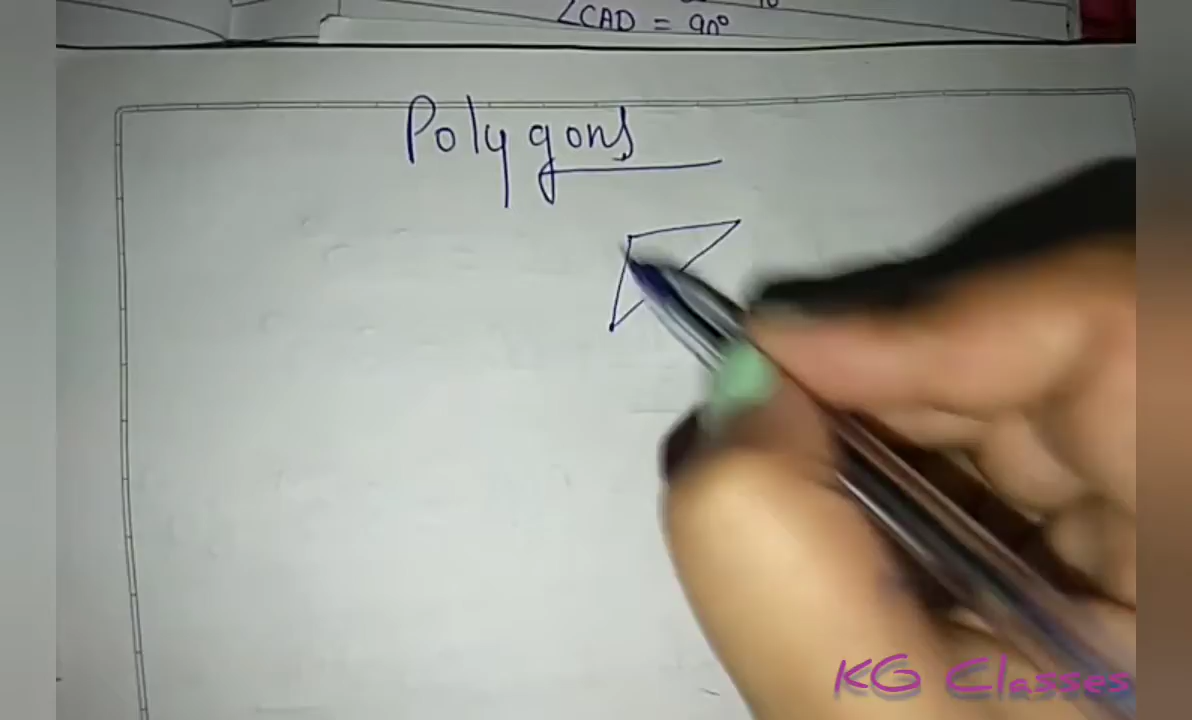 ∠CAD = 90°
Polygons
KG Classes